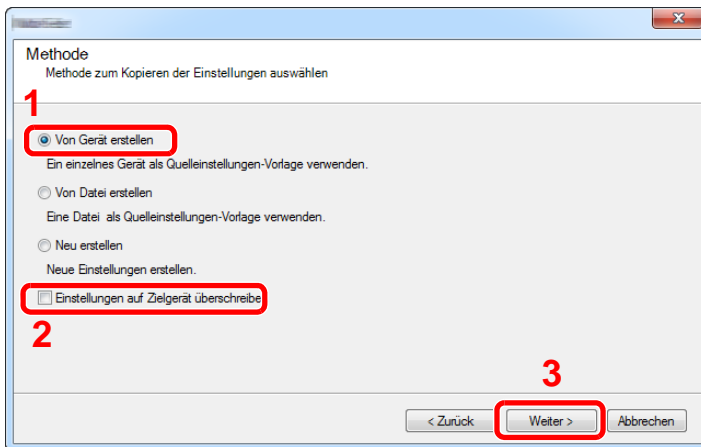 Methode
Methode zum Kopieren der Einstellungen auswählen
1
Von Gerät erstellen
Ein einzelnes Gerät als Quelleinstellungen-Vorlage verwenden.
Von Datei erstellen
Eine Datei als Quelleinstellungen-Vorlage verwenden.
Neu erstellen
Neue Einstellungen erstellen.
Einstellungen auf Zielgerät überschreibe
2
3
< Zurück Weiter > Abbrechen